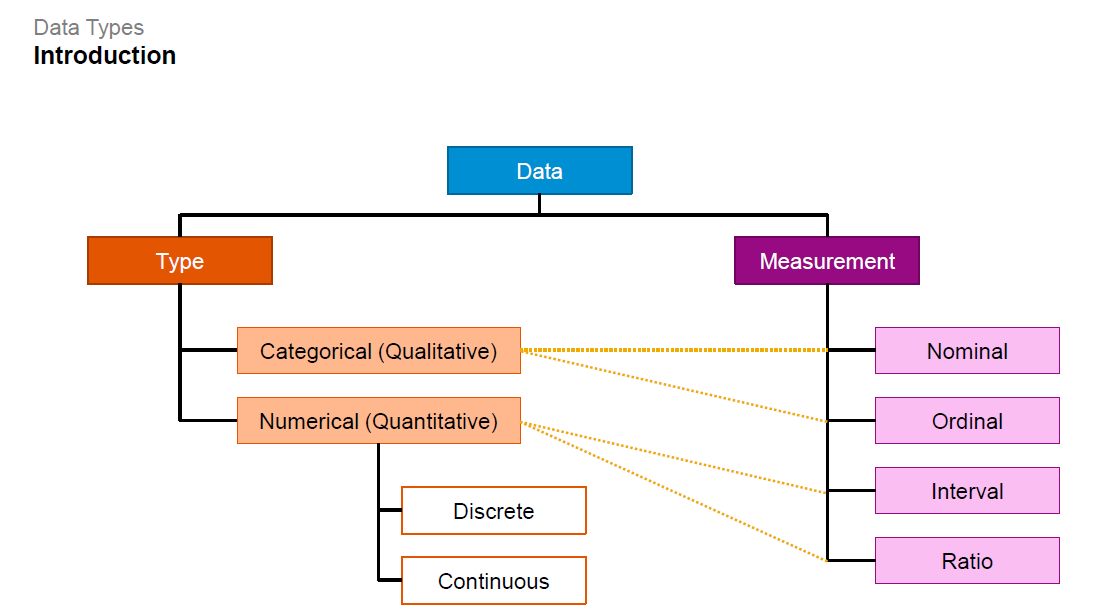 Data Types
Introduction
Data
Type
Measurement
Categorical (Qualitative)
Nominal
Numerical (Quantitative)
Ordinal
Interval
Discrete
Ratio
Continuous